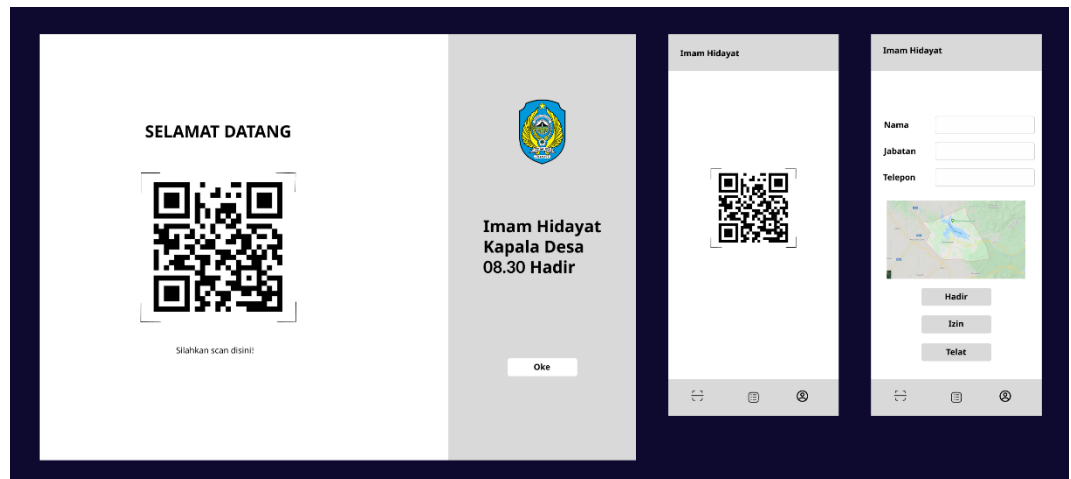 SELAMAT DATANG
Silahkan scan disini!
Imam Hidayat
Kapala Desa
08.30 Hadir
Oke
Imam Hidayat
Imam Hidayat
Nama
Jabatan
Telepon
Hadir
Izin
Telat